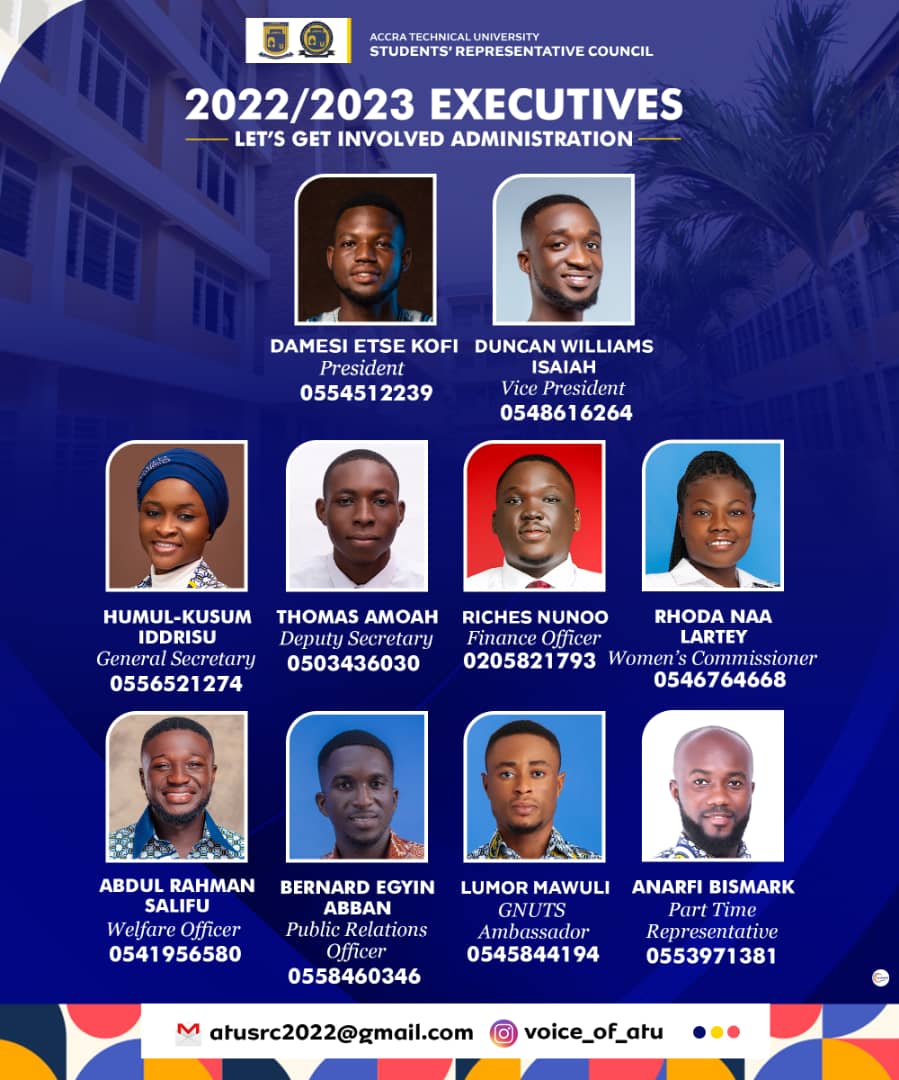 ACCRA TECHNICAL UNIVERSITY
STUDENTS' REPRESENTATIVE COUNCIL
2022/2023 EXECUTIVES
LET'S GET INVOLVED ADMINISTRATION
DAMESI ETSE KOFI
President
0554512239
DUNCAN WILLIAMS
ISAIAH
Vice President
0548616264
HUMUL-KUSUM
IDDRISU
General Secretary
0556521274
THOMAS AMOAH
Deputy Secretary
0503436030
RICHES NUNOO
Finance Officer
0205821793
RHODA NAA
LARTEY
Women's Commissioner
0546764668
ABDUL RAHMAN
SALIFU
Welfare Officer
0541956580
BERNARD EGYIN
ABBAN
Public Relations
Officer
0558460346
LUMOR MAWULI
GNUTS
Ambassador
0545844194
ANARFI BISMARK
Part Time
Representative
0553971381
atusrc2022@gmail.com
voice_of_atu